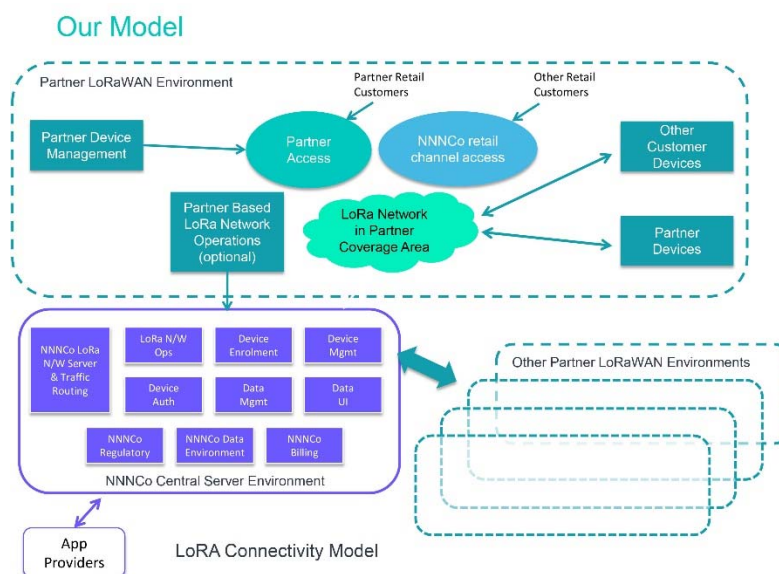 Our Model
Partner LoRaWAN Environment
Partner Retail
Customers
Other Retail
Customers
Partner Device
Management
Partner
Access
NNNCo retail
channel access
Other
Customer
Devices
Partner Based
LoRa Network
Operations
(optional)
LoRa Network
in Partner
Coverage Area
Partner
Devices
NNNCo LoRa
N/W Server
& Traffic
Routing
LoRa N/W
Ops
Device
Enrolment
Device
Mgmt
Device
Auth
Data
Mgmt
Data
UI
NNNCo
Regulatory
NNNCo Data
Environment
NNNCo
Billing
NNNCo Central Server Environment
Other Partner LoRaWAN Environments
App
Providers
LoRA Connectivity Model